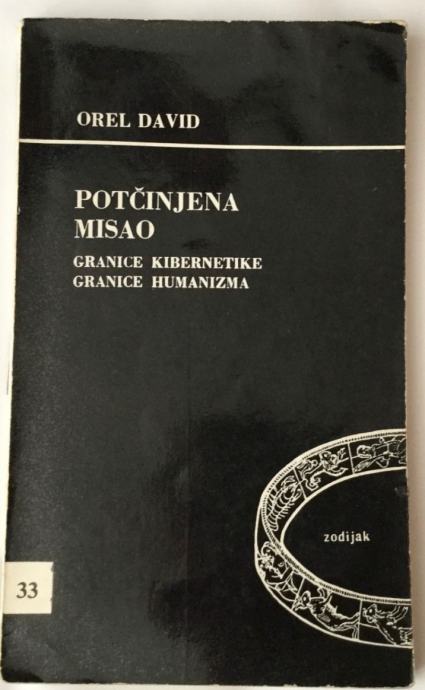 OREL DAVID
POTČINJENA
MISAO
GRANICE KIBERNETIKE
GRANICE HUMANIZMA
zodijak
33